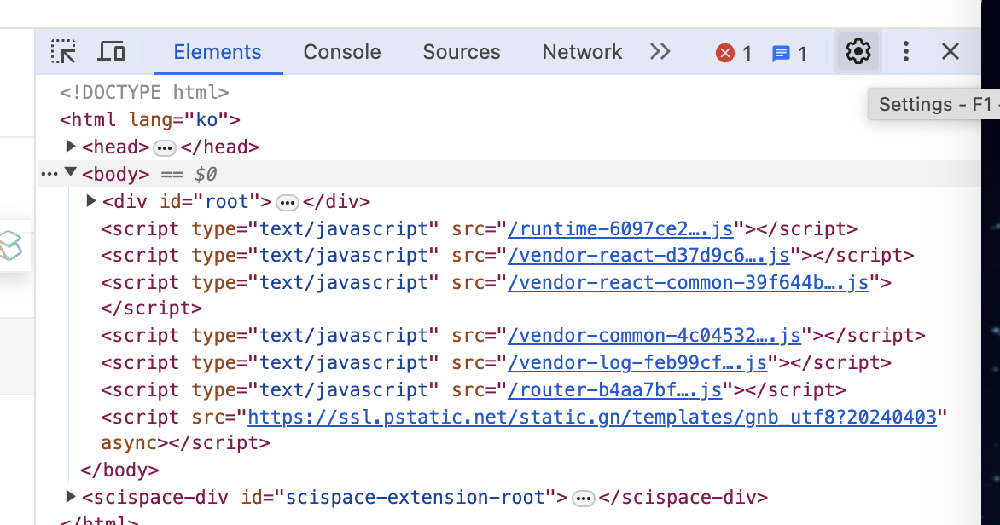 Elements Console Sources Network 1 1
<!DOCTYPE html>
<html lang="ko">
Settings - F1 -
<head> ••• </head>
••• <body> == $0
<div id="root"> ••• </div>
<script type="text/javascript" src="/runtime-6097ce2….js"></script>
<script type="text/javascript" src="/vendor-react-d37d9c6….js"></script>
<script type="text/javascript" src="/vendor-react-common-39f644b….js">
</script>
<script type="text/javascript" src="/vendor-common-4c04532….js"></script>
<script type="text/javascript" src="/vendor-log-feb99cf….js"></script>
<script type="text/javascript" src="/router-b4aa7bf….js"></script>
<script src="https://ssl.pstatic.net/static.gn/templates/gnb_utf8?20240403"
async></script>
</body>
<scispace-div id="scispace-extension-root"> ••• </scispace-div>
</html>